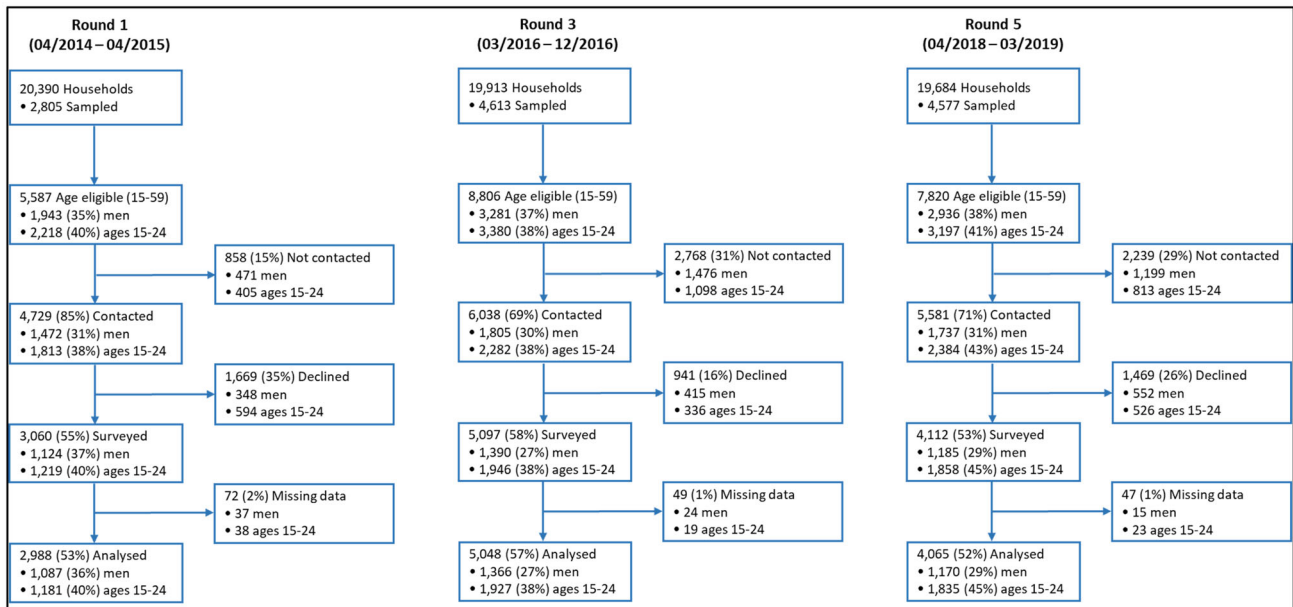 Round 1
(04/2014 – 04/2015)
20,390 Households
• 2,805 Sampled
5,587 Age eligible (15-59)
• 1,943 (35%) men
• 2,218 (40%) ages 15-24
858 (15%) Not contacted
• 471 men
• 405 ages 15-24
4,729 (85%) Contacted
• 1,472 (31%) men
• 1,813 (38%) ages 15-24
1,669 (35%) Declined
• 348 men
• 594 ages 15-24
3,060 (55%) Surveyed
• 1,124 (37%) men
• 1,219 (40%) ages 15-24
72 (2%) Missing data
• 37 men
• 38 ages 15-24
2,988 (53%) Analysed
• 1,087 (36%) men
• 1,181 (40%) ages 15-24
Round 3
(03/2016 – 12/2016)
19,913 Households
• 4,613 Sampled
8,806 Age eligible (15-59)
• 3,281 (37%) men
• 3,380 (38%) ages 15-24
2,768 (31%) Not contacted
• 1,476 men
• 1,098 ages 15-24
6,038 (69%) Contacted
• 1,805 (30%) men
• 2,282 (38%) ages 15-24
941 (16%) Declined
• 415 men
• 336 ages 15-24
5,097 (58%) Surveyed
• 1,390 (27%) men
• 1,946 (38%) ages 15-24
49 (1%) Missing data
• 24 men
• 19 ages 15-24
5,048 (57%) Analysed
• 1,366 (27%) men
• 1,927 (38%) ages 15-24
Round 5
(04/2018 – 03/2019)
19,684 Households
• 4,577 Sampled
7,820 Age eligible (15-59)
• 2,936 (38%) men
• 3,197 (41%) ages 15-24
2,239 (29%) Not contacted
• 1,199 men
• 813 ages 15-24
5,581 (71%) Contacted
• 1,737 (31%) men
• 2,384 (43%) ages 15-24
1,469 (26%) Declined
• 552 men
• 526 ages 15-24
4,112 (53%) Surveyed
• 1,185 (29%) men
• 1,858 (45%) ages 15-24
47 (1%) Missing data
• 15 men
• 23 ages 15-24
4,065 (52%) Analysed
• 1,170 (29%) men
• 1,835 (45%) ages 15-24